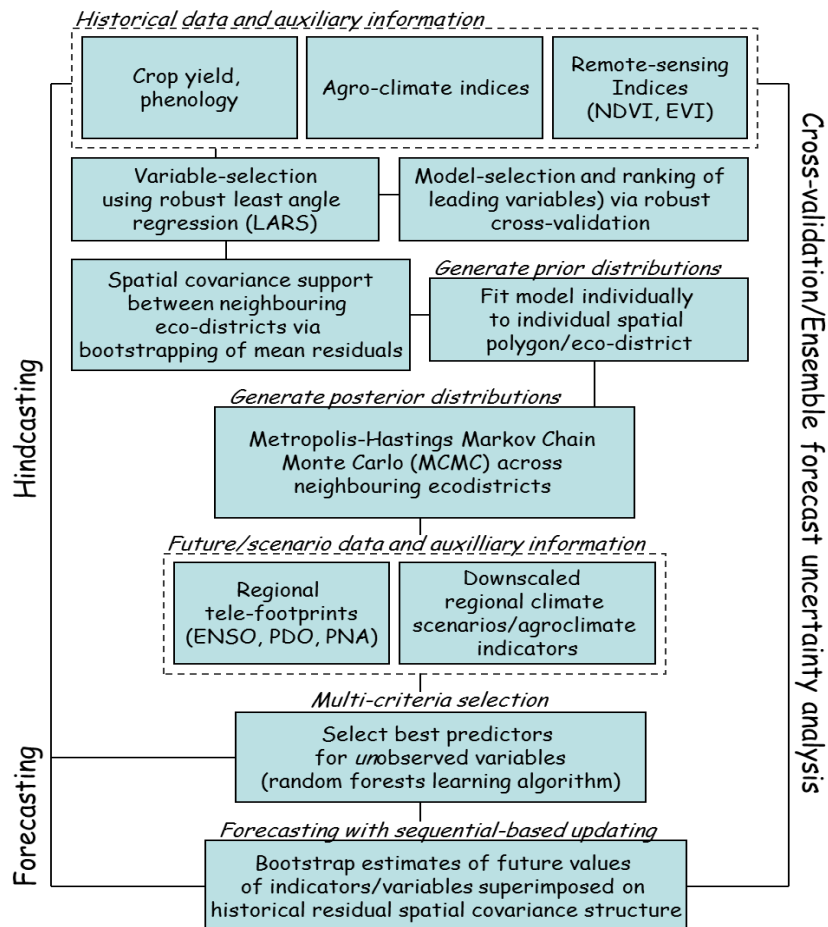 Historical data and auxiliary information
Crop yield,
phenology
Agro-climate indices
Remote-sensing
Indices
(NDVI, EVI)
Variable-selection
using robust least angle
regression (LARS)
Model-selection and ranking of
leading variables) via robust
cross-validation
Spatial covariance support
between neighbouring
eco-districts via
bootstrapping of mean residuals
Generate prior distributions
Fit model individually
to individual spatial
polygon/eco-district
Generate posterior distributions
Metropolis-Hastings Markov Chain
Monte Carlo (MCMC) across
neighbouring ecodistricts
Future/scenario data and auxilliary information
Regional
tele-footprints
(ENSO, PDO, PNA)
Downscaled
regional climate
scenarios/agroclimate
indicators
Multi-criteria selection
Select best predictors
for unobserved variables
(random forests learning algorithm)
Forecasting with sequential-based updating
Bootstrap estimates of future values
of indicators/variables superimposed on
historical residual spatial covariance structure
Hindcasting
Forecasting
Cross-validation/Ensemble forecast uncertainty analysis